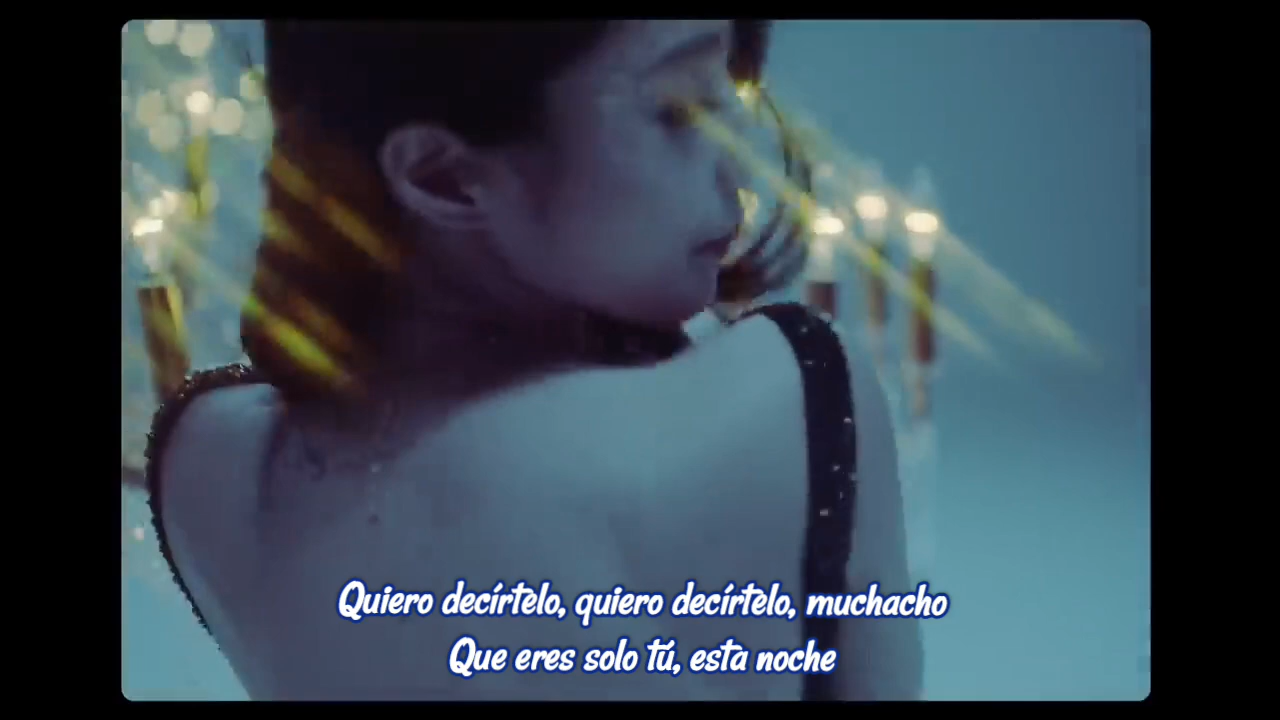 Quiero decírtelo, quiero decírtelo, muchacho
Que eres solo tú, esta noche